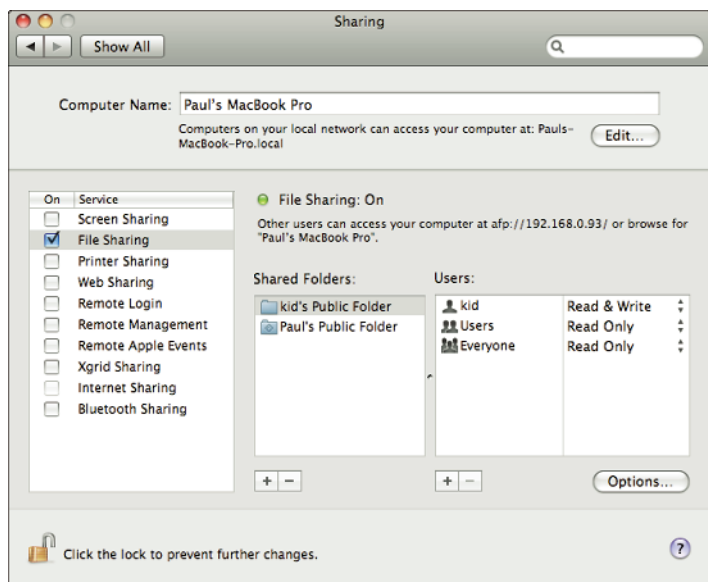 Sharing
Show All
Computer Name: Paul's MacBook Pro
Computers on your local network can access your computer at: Pauls-
MacBook-Pro.local
Edit...
On Service
Screen Sharing
File Sharing
Printer Sharing
Web Sharing
Remote Login
Remote Management
Remote Apple Events
Xgrid Sharing
Internet Sharing
Bluetooth Sharing
File Sharing: On
Other users can access your computer at afp://192.168.0.93/ or browse for
"Paul's MacBook Pro".
Shared Folders:
kid's Public Folder
Paul's Public Folder
Users:
kid Read & Write
Users Read Only
Everyone Read Only
+ −
+ −
Options...
Click the lock to prevent further changes.
?